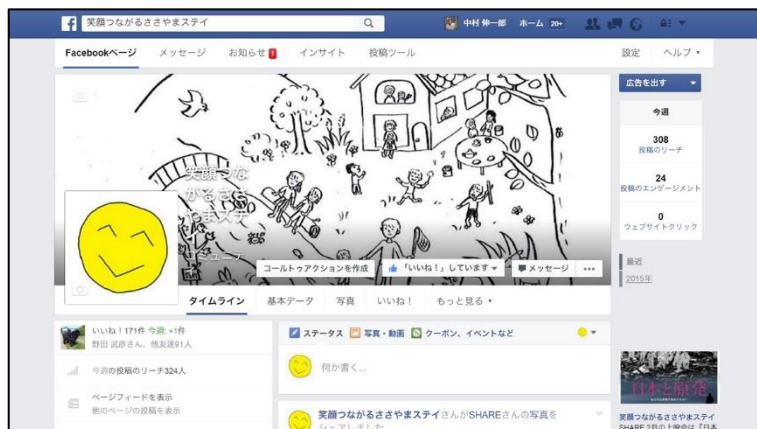 笑顔つながるささやまステイ
中村 伸一郎 ホーム 20+
Facebookページ メッセージ お知らせ 1 インサイト 投稿ツール 設定 ヘルプ
広告を出す
今週
308
投稿のリーチ
24
投稿のエンゲージメント
0
ウェブサイトクリック
最近
2015年
笑顔つな
がるささ
やまステ
イ
コールトゥアクションを作成 「いいね！」しています メッセージ
タイムライン 基本データ 写真 いいね！ もっと見る
いいね！171件 今週: +1件
野田 武彦さん、他友達91人
今週の投稿のリーチ324人
ページフィードを表示
他のページの投稿を表示
ステータス 写真・動画 クーポン、イベントなど
何か書く...
笑顔つながるささやまステイさんがSHAREさんの写真を
シェアしました
日本と原発
笑顔つながるささやまステイ
SHARE 2月の上映会は「日本